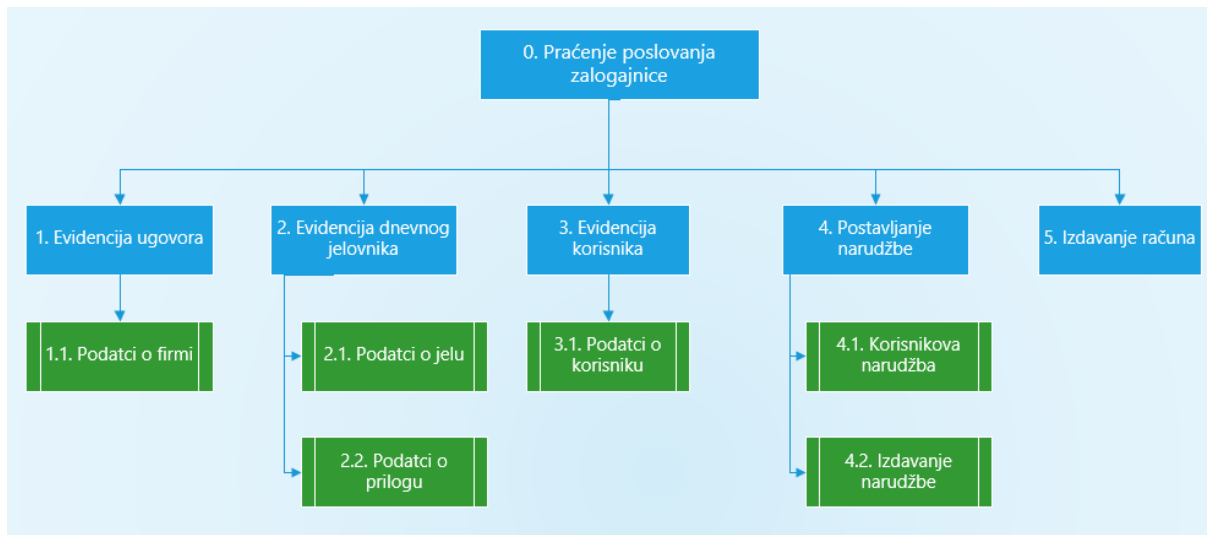 0. Praćenje poslovanja
zalogajnice
1. Evidencija ugovora
2. Evidencija dnevnog
jelovnika
3. Evidencija
korisnika
4. Postavljanje
narudžbe
5. Izdavanje računa
1.1. Podatci o firmi
2.1. Podatci o jelu
3.1. Podatci o
korisniku
4.1. Korisnikova
narudžba
2.2. Podatci o
prilogu
4.2. Izdavanje
narudžbe